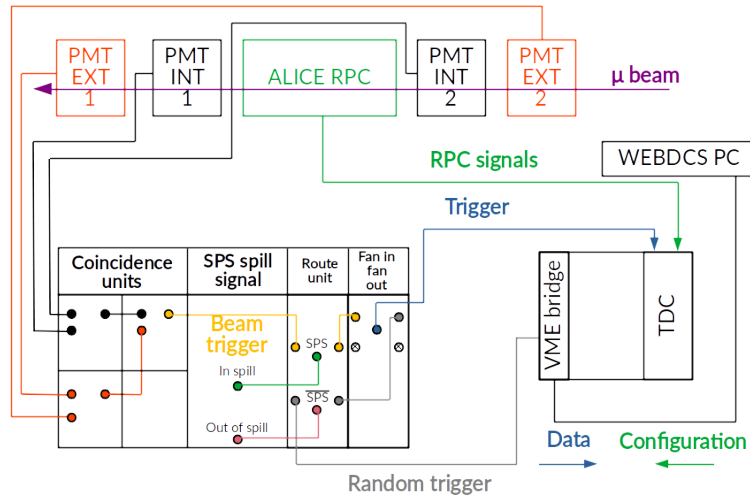 PMT
EXT
1
PMT
INT
1
ALICE RPC
PMT
INT
2
PMT
EXT
2
μ beam
RPC signals
WEBDCS PC
Trigger
Coincidence
units
SPS spill
signal
Route
unit
Fan in
fan
out
Beam
trigger
SPS
In spill
SPS
Out of spill
VME bridge
TDC
Data
Configuration
Random trigger